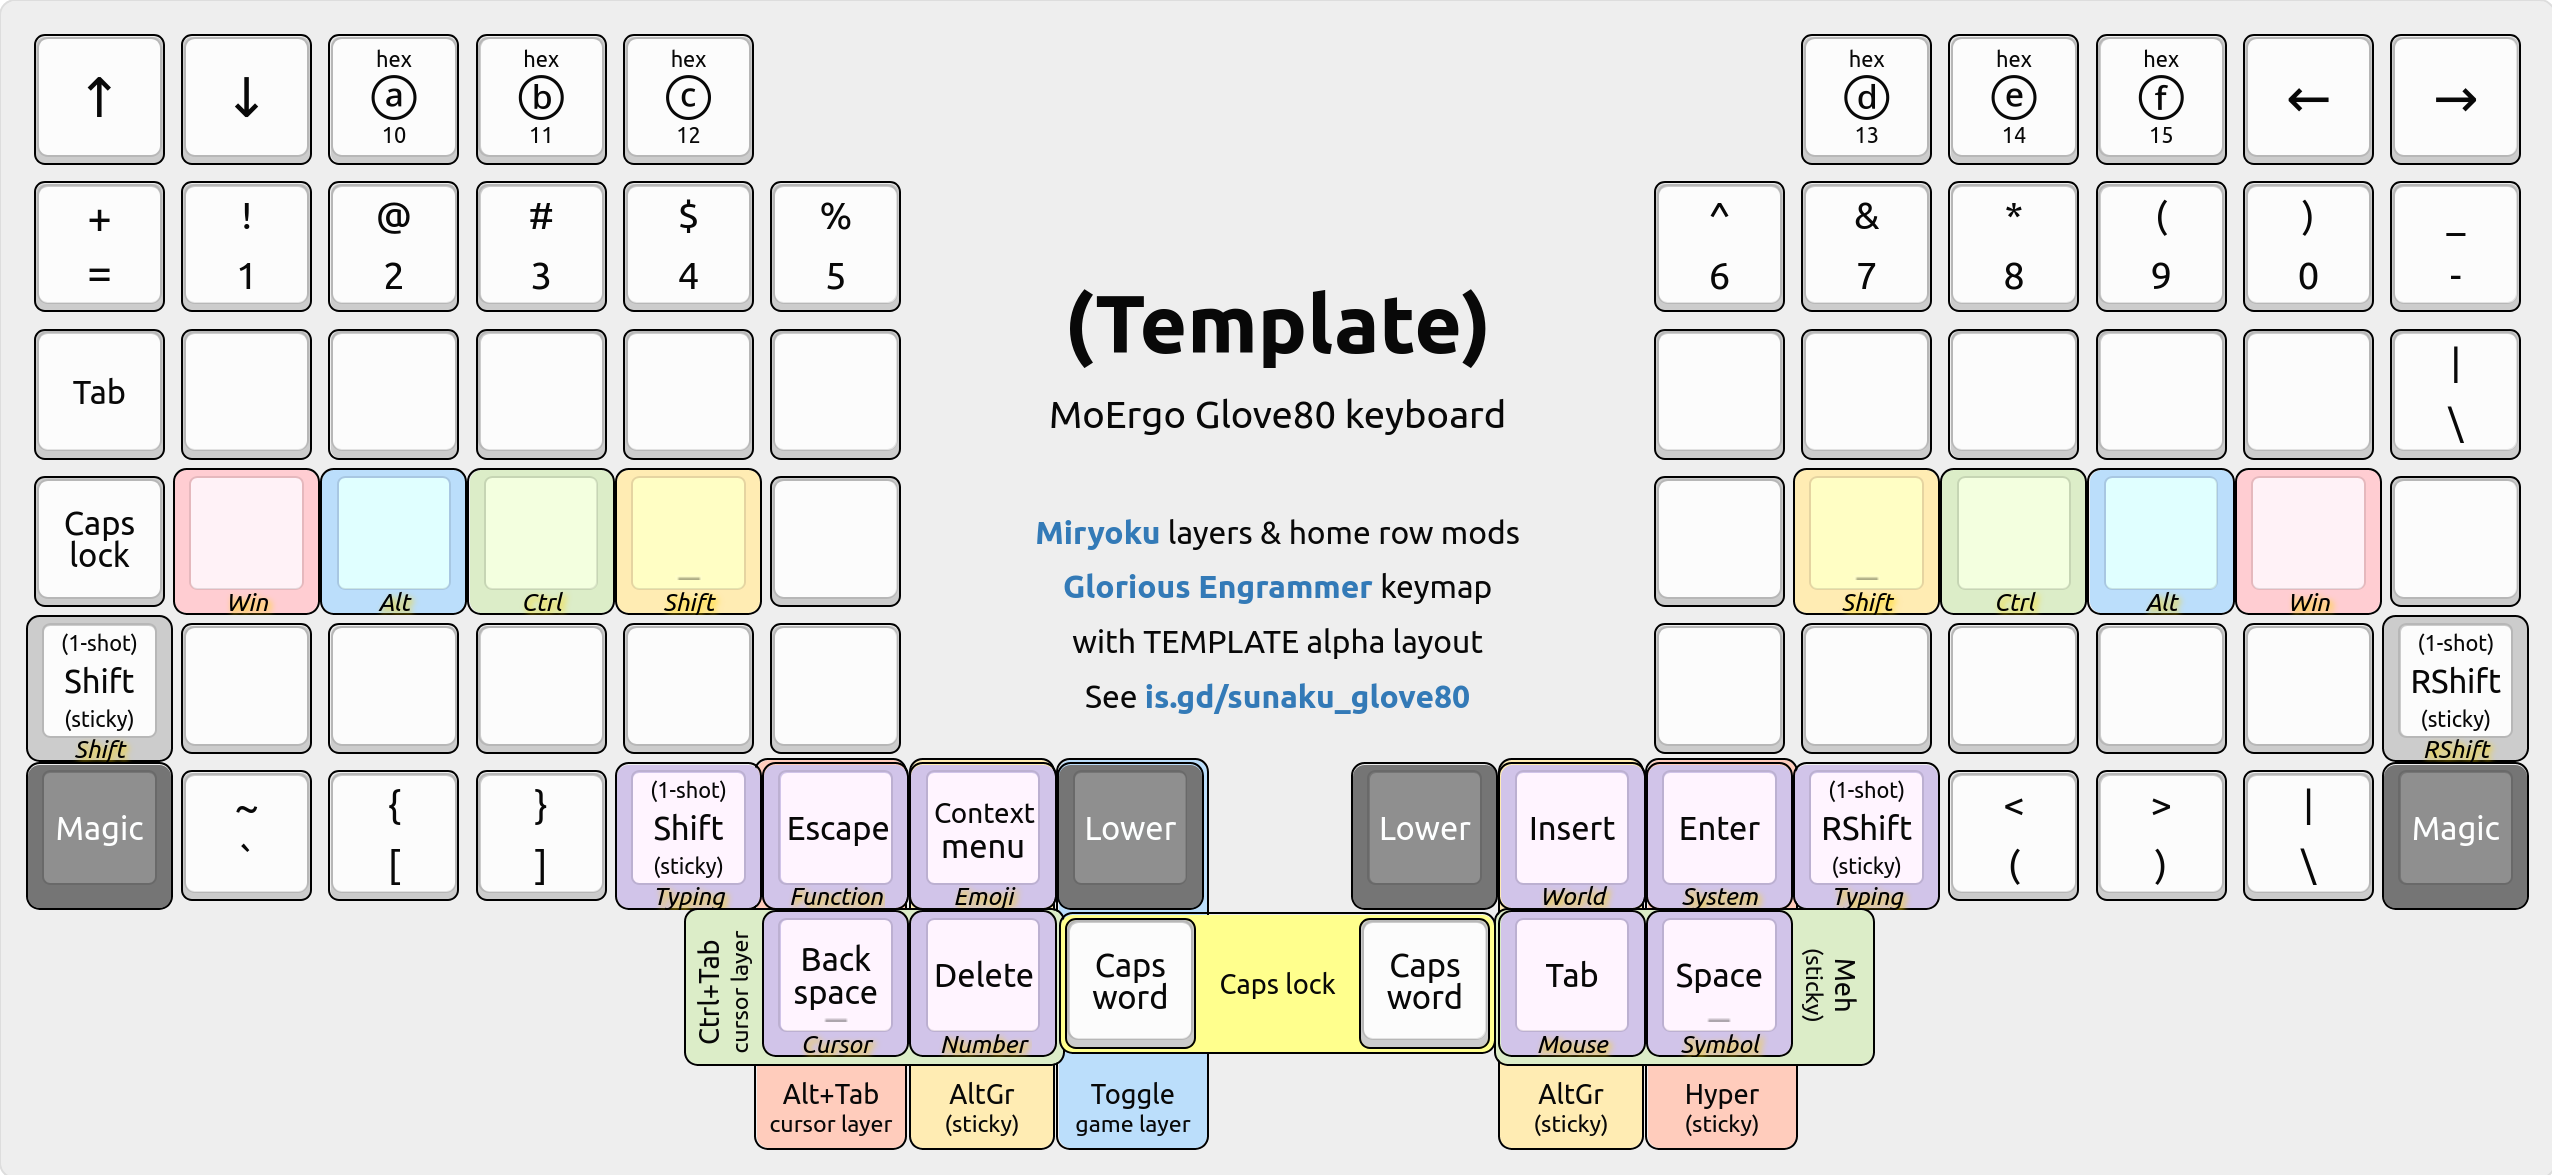 ↑ ↓ hex hex hex hex hex hex ← →
ⓐ ⓑ ⓒ ⓓ ⓔ ⓕ
10 11 12 13 14 15
+ ! @ # $ % ^ & * ( ) _
= 1 2 3 4 5 6 7 8 9 0 -
(Template)
MoErgo Glove80 keyboard
Tab | \
Caps
lock
Win Alt Ctrl Shift Shift Ctrl Alt Win
Miryoku layers & home row mods
Glorious Engrammer keymap
with TEMPLATE alpha layout
See is.gd/sunaku_glove80
(1-shot)
Shift
(sticky)
Shift
(1-shot)
RShift
(sticky)
RShift
Magic
~
`
{
[
}
]
(1-shot)
Shift
(sticky)
Typing
Escape
Function
Context
menu
Emoji
Lower
Lower
Insert
World
Enter
System
(1-shot)
RShift
(sticky)
Typing
<
(
>
)
|
\
Magic
Ctrl+Tab
cursor layer
Back
space
Cursor
Delete
Number
Caps
word
Caps lock
Caps
word
Tab
Mouse
Space
Symbol
Meh
(sticky)
Alt+Tab
cursor layer
AltGr
(sticky)
Toggle
game layer
AltGr
(sticky)
Hyper
(sticky)